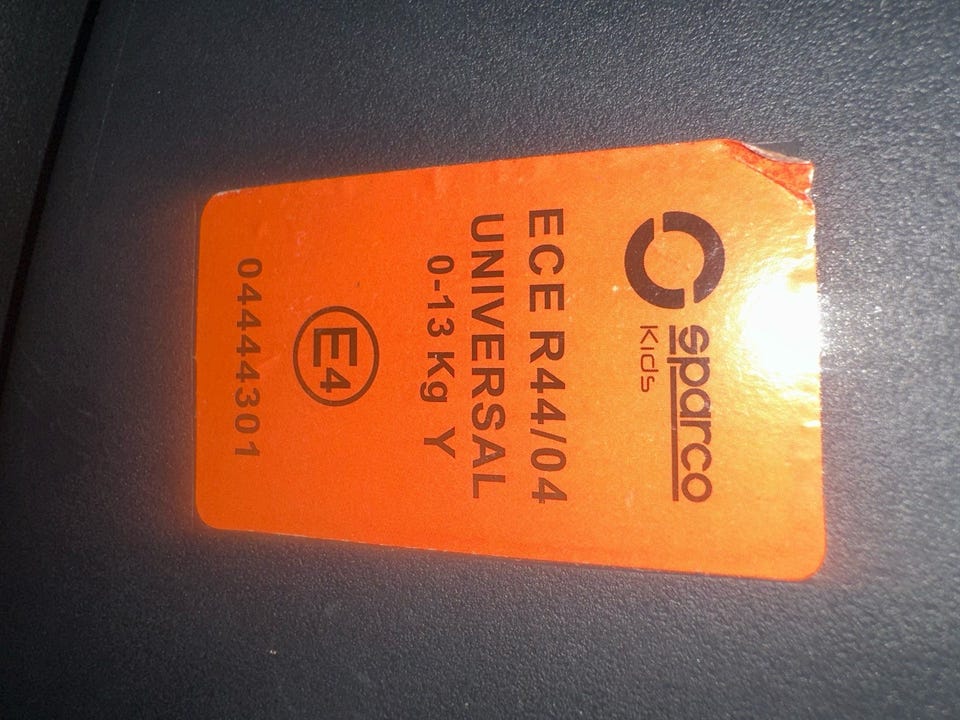 sparco
Kids
ECE R44/04
UNIVERSAL
0-13 Kg Y
E4
04444301